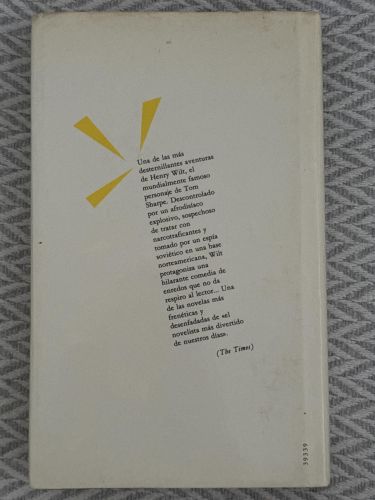 Una de las más
desternillantes aventuras
de Henry Wilt, el
mundialmente famoso
personaje de Tom
Sharpe. Descontrolado
por un afrodisíaco
explosivo, sospechoso
de tratar con
narcotraficantes y
tomado por un espía
soviético en una base
norteamericana, Wilt
protagoniza una
hilarante comedia de
enredos que no da
respiro al lector... Una
de las novelas más
frenéticas y
desenfadadas de «el
novelista más divertido
de nuestros días».
(The Times)
39339